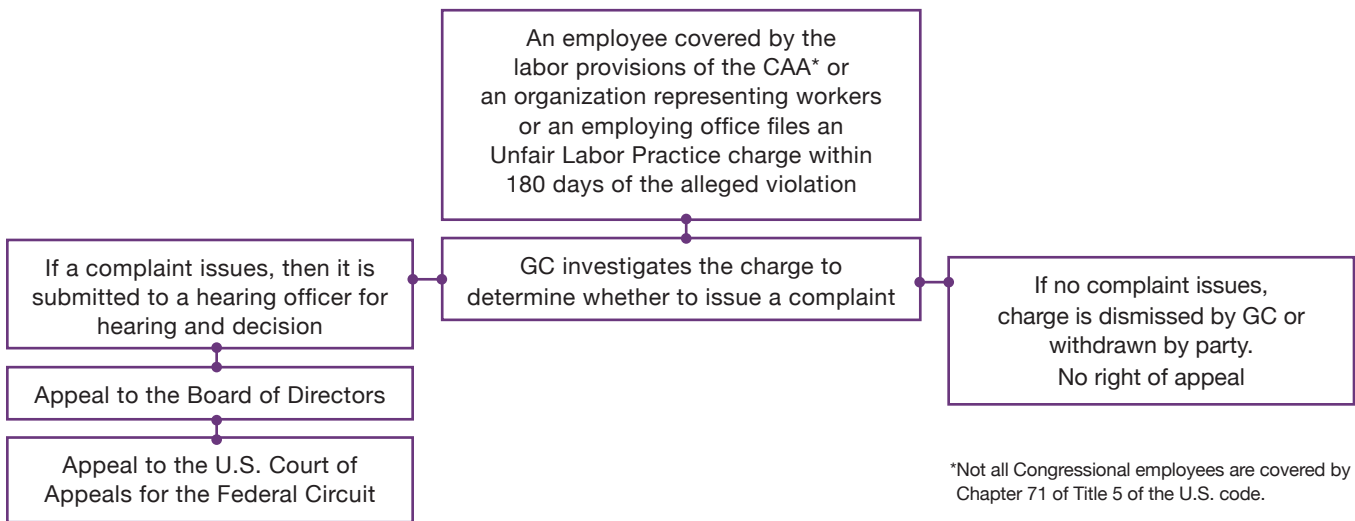 An employee covered by the
labor provisions of the CAA* or
an organization representing workers
or an employing office files an
Unfair Labor Practice charge within
180 days of the alleged violation
GC investigates the charge to
determine whether to issue a complaint
If a complaint issues, then it is
submitted to a hearing officer for
hearing and decision
Appeal to the Board of Directors
Appeal to the U.S. Court of
Appeals for the Federal Circuit
If no complaint issues,
charge is dismissed by GC or
withdrawn by party.
No right of appeal
*Not all Congressional employees are covered by
Chapter 71 of Title 5 of the U.S. code.